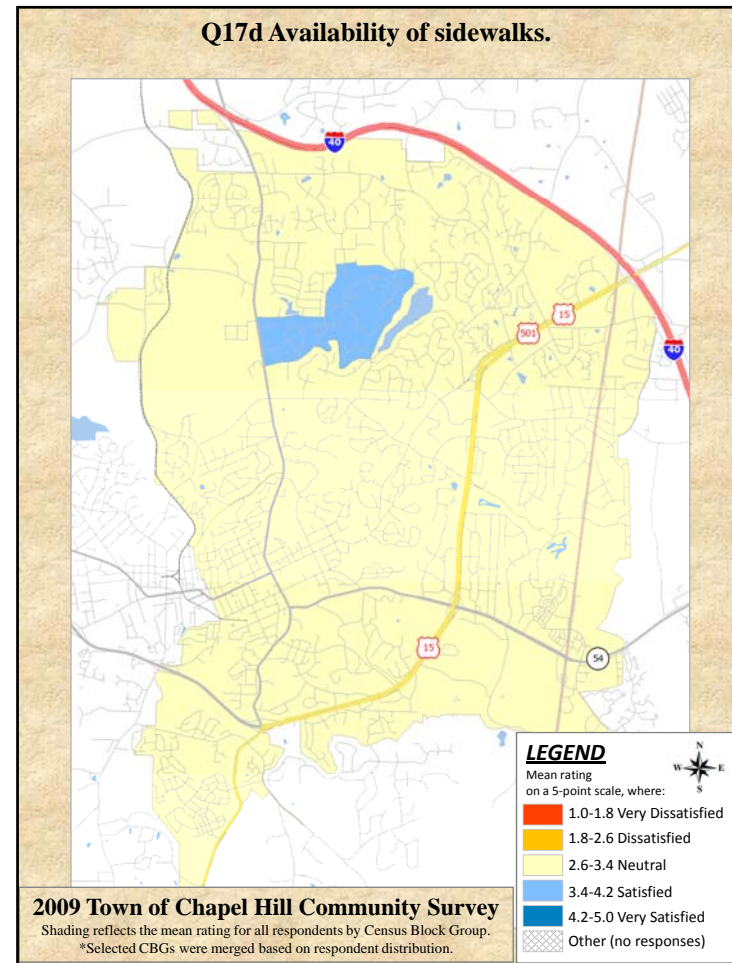 Q17d Availability of sidewalks.
40
15
501
40
15
54
LEGEND
N
W E
S
Mean rating
on a 5-point scale, where:
1.0-1.8 Very Dissatisfied
1.8-2.6 Dissatisfied
2.6-3.4 Neutral
3.4-4.2 Satisfied
4.2-5.0 Very Satisfied
Other (no responses)
2009 Town of Chapel Hill Community Survey
Shading reflects the mean rating for all respondents by Census Block Group.
*Selected CBGs were merged based on respondent distribution.